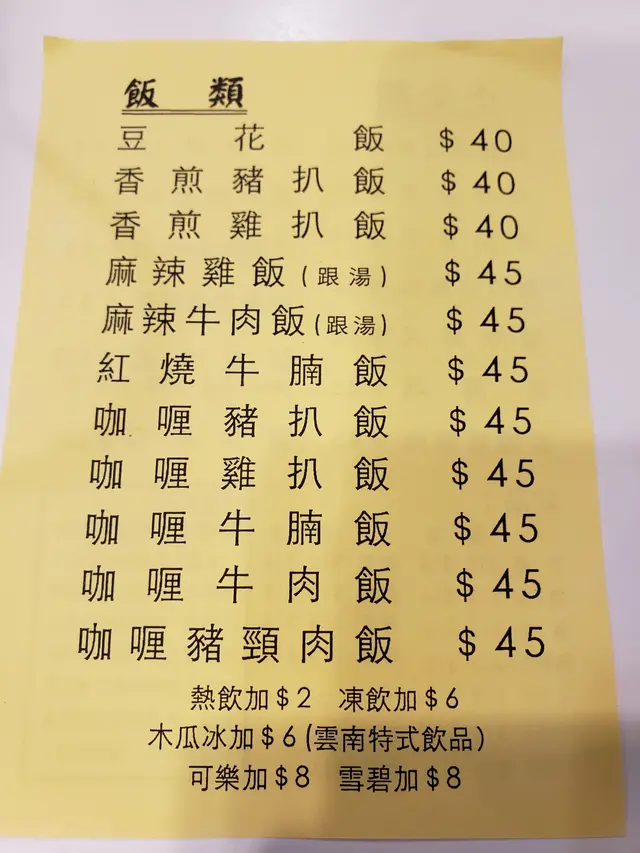 飯類
豆花飯 $40
香煎豬扒飯 $40
香煎雞扒飯 $40
麻辣雞飯(跟湯) $45
麻辣牛肉飯(跟湯) $45
紅燒牛腩飯 $45
咖喱豬扒飯 $45
咖喱雞扒飯 $45
咖喱牛腩飯 $45
咖喱牛肉飯 $45
咖喱豬頸肉飯 $45
熱飲加$2 凍飲加$6
木瓜冰加$6(雲南特式飲品)
可樂加$8 雪碧加$8